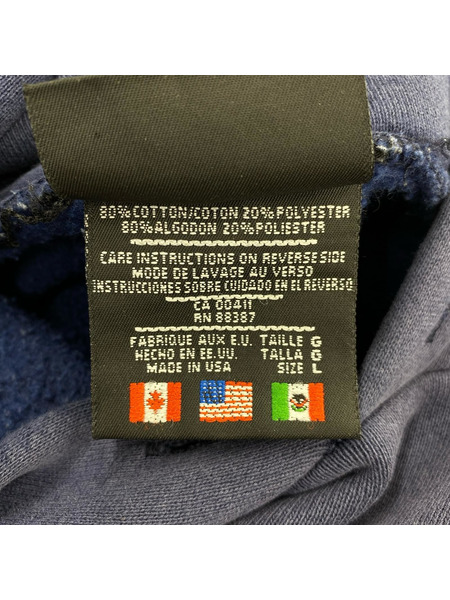 80% COTTON/COTON 20% POLYESTER
80% ALGODON 20% POLIESTER
CARE INSTRUCTIONS ON REVERSE SIDE
MODE DE LAVAGE AU VERSO
INSTRUCCIONES SOBRE CUIDADO EN EL REVERSO
CA 00411
RN 88387
FABRIQUE AUX E.U. TAILLE G
HECHO EN EE.UU. TALLA G
MADE IN USA SIZE L